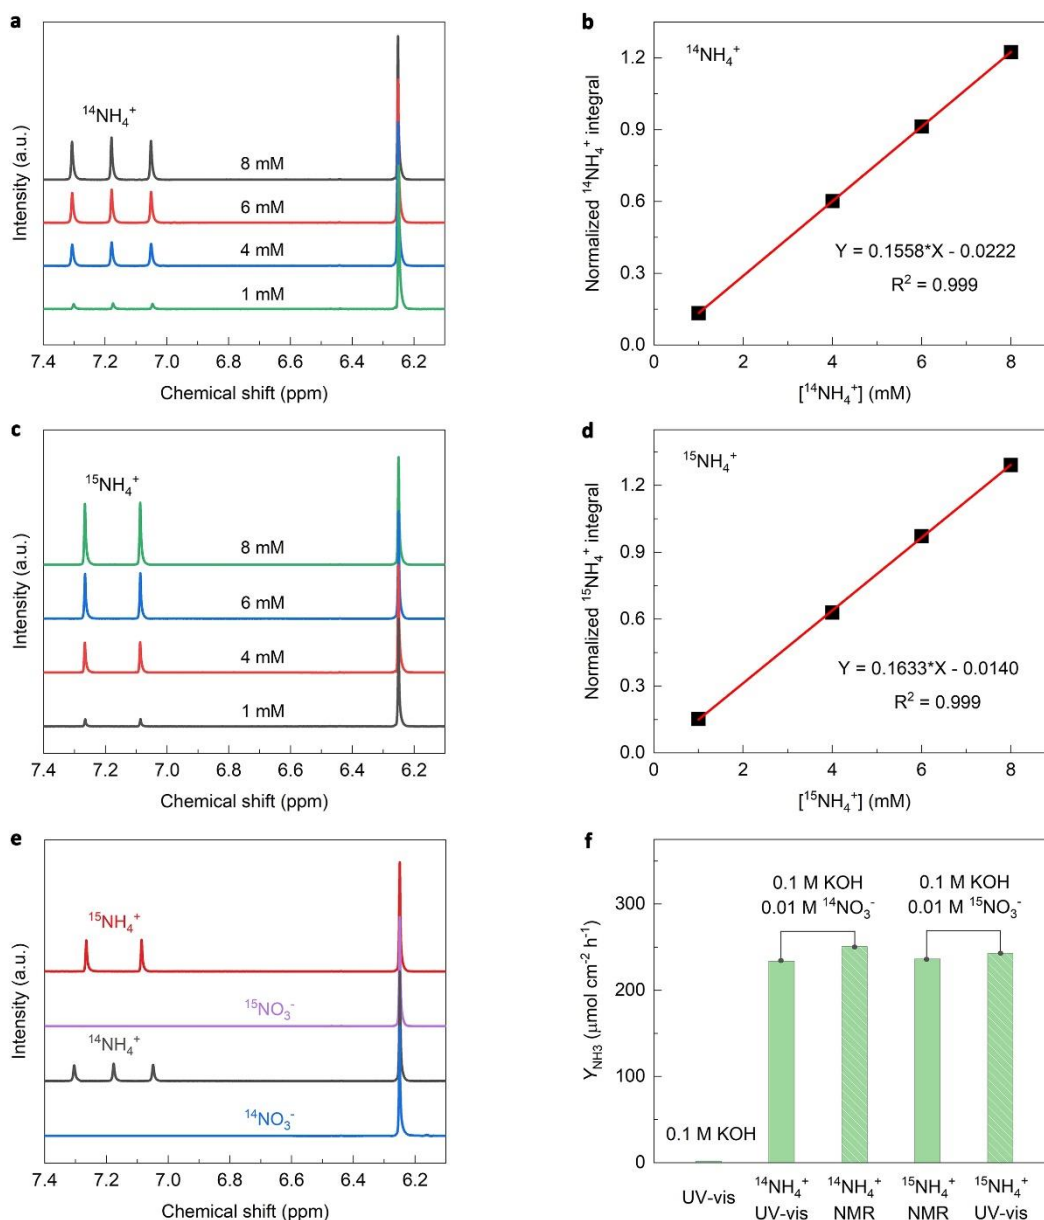 a
¹⁴NH₄⁺
8 mM
6 mM
4 mM
1 mM
Intensity (a.u.)
7.4 7.2 7.0 6.8 6.6 6.4 6.2
Chemical shift (ppm)
b
¹⁴NH₄⁺
Normalized ¹⁴NH₄⁺ integral
1.2
0.9
0.6
0.3
0.0
Y = 0.1558*X - 0.0222
R² = 0.999
0 2 4 6 8
[¹⁴NH₄⁺] (mM)
c
¹⁵NH₄⁺
8 mM
6 mM
4 mM
1 mM
Intensity (a.u.)
7.4 7.2 7.0 6.8 6.6 6.4 6.2
Chemical shift (ppm)
d
¹⁵NH₄⁺
Normalized ¹⁵NH₄⁺ integral
1.2
0.9
0.6
0.3
0.0
Y = 0.1633*X - 0.0140
R² = 0.999
0 2 4 6 8
[¹⁵NH₄⁺] (mM)
e
¹⁵NH₄⁺
¹⁵NO₃⁻
¹⁴NH₄⁺
¹⁴NO₃⁻
Intensity (a.u.)
7.4 7.2 7.0 6.8 6.6 6.4 6.2
Chemical shift (ppm)
f
Y_NH3 (μmol cm⁻² h⁻¹)
300
200
100
0
0.1 M KOH
0.01 M ¹⁴NO₃⁻
0.1 M KOH
0.01 M ¹⁵NO₃⁻
0.1 M KOH
UV-vis
¹⁴NH₄⁺
UV-vis
¹⁴NH₄⁺
NMR
¹⁵NH₄⁺
NMR
¹⁵NH₄⁺
UV-vis